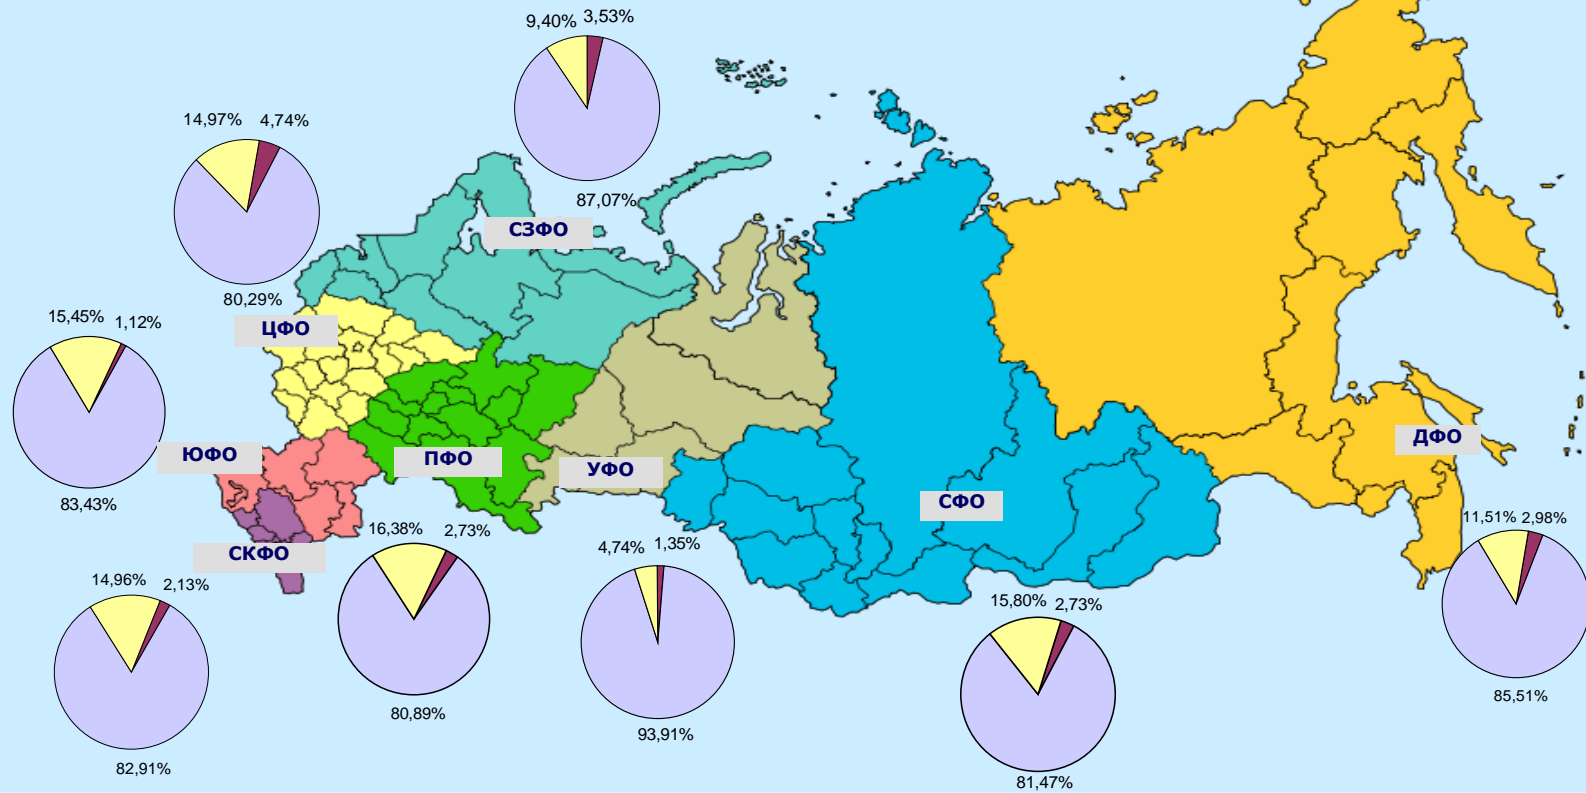 9,40% 3,53%
14,97% 4,74%
87,07%
СЗФО
80,29%
15,45% 1,12%
ЦФО
ДФО
ЮФО
ПФО
УФО
83,43%
СФО
16,38% 2,73%
11,51% 2,98%
4,74% 1,35%
СКФО
14,96% 2,13%
15,80% 2,73%
85,51%
80,89%
93,91%
82,91%
81,47%